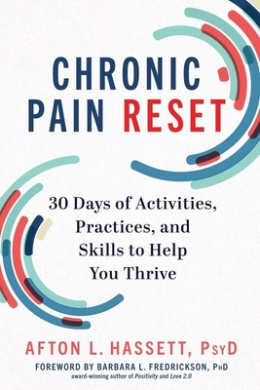 CHRONIC
PAIN RESET
30 Days of Activities,
Practices, and
Skills to Help
You Thrive
AFTON L. HASSETT, PSYD
FOREWORD BY BARBARA L. FREDRICKSON, PHD
award-winning author of Positivity and Love 2.0